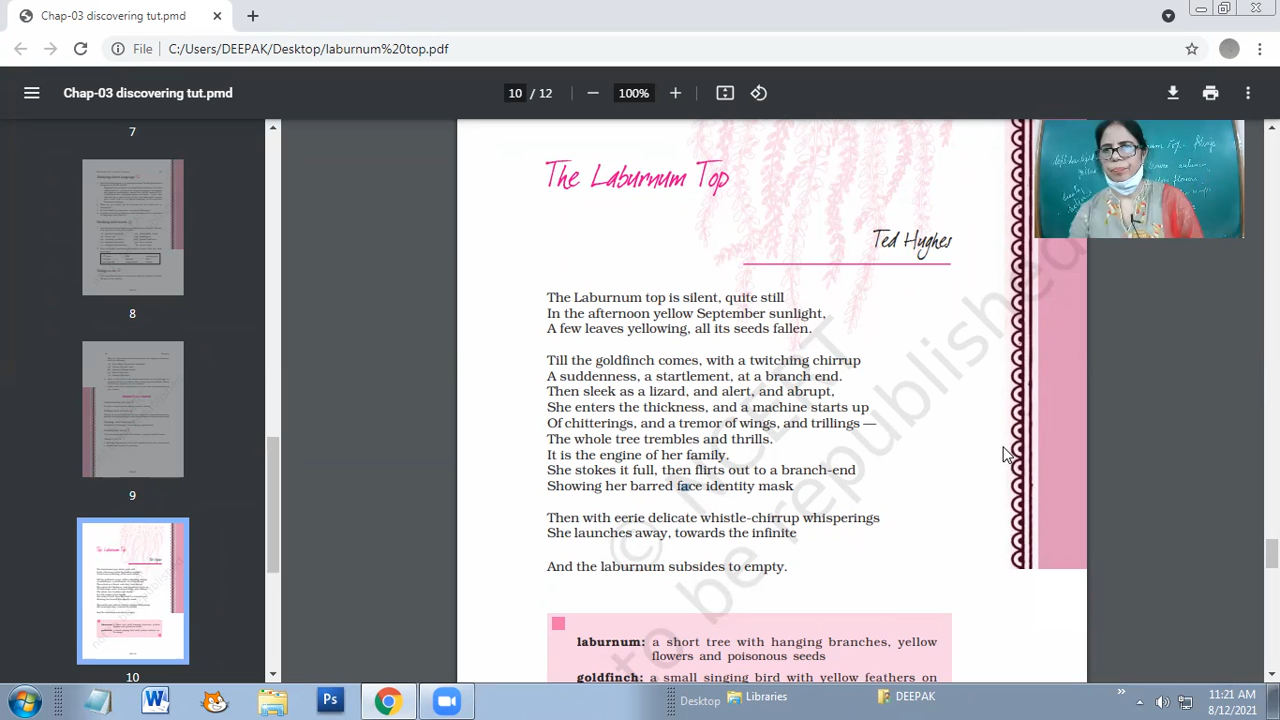 Chap-03 discovering tut.pmd
File C:/Users/DEEPAK/Desktop/laburnum%20top.pdf
Chap-03 discovering tut.pmd
10 / 12
100%
7
8
9
10
The Laburnum Top
Ted Hughes
The Laburnum top is silent, quite still
In the afternoon yellow September sunlight,
A few leaves yellowing, all its seeds fallen.
Till the goldfinch comes, with a twitching chirrup
A suddenness, a startlement, at a branch end.
Then sleek as a lizard, and alert, and abrupt,
She enters the thickness, and a machine starts up
Of chitterings, and a tremor of wings, and trillings —
The whole tree trembles and thrills.
It is the engine of her family.
She stokes it full, then flirts out to a branch-end
Showing her barred face identity mask
Then with eerie delicate whistle-chirrup whisperings
She launches away, towards the infinite
And the laburnum subsides to empty.
laburnum: a short tree with hanging branches, yellow
flowers and poisonous seeds
goldfinch: a small singing bird with yellow feathers on
© NCERT
to be republished
Desktop
Libraries
DEEPAK
11:21 AM
8/12/2021